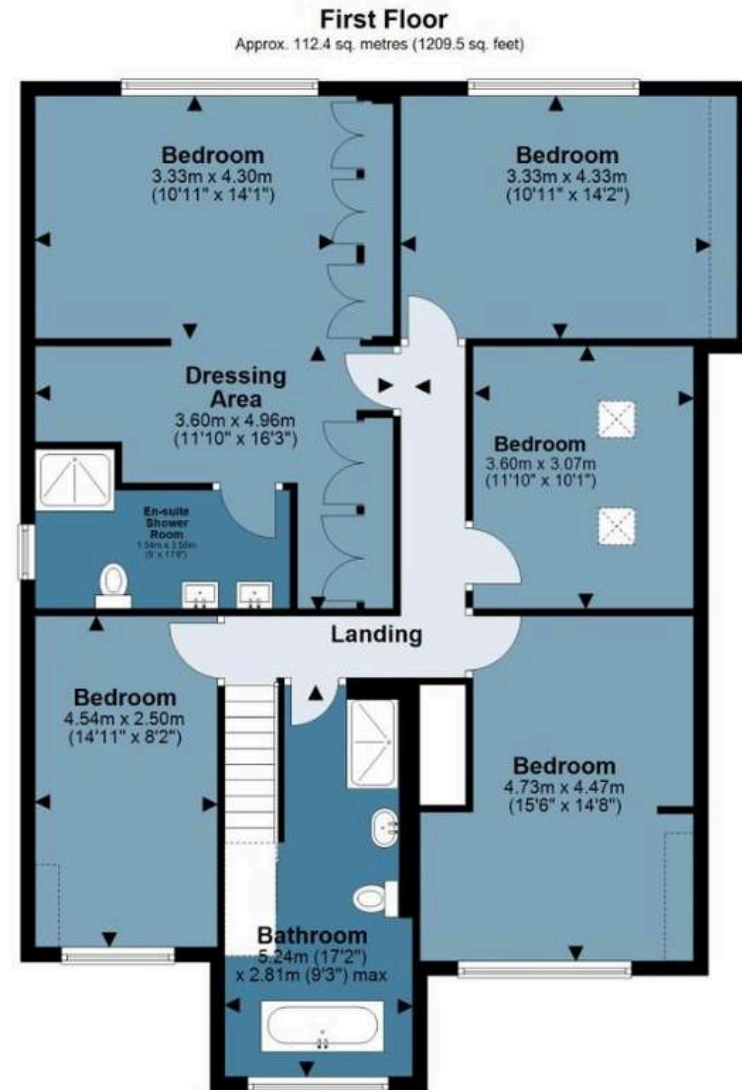 First Floor
Approx. 112.4 sq. metres (1209.5 sq. feet)
Bedroom
3.33m x 4.30m
(10'11" x 14'1")
Bedroom
3.33m x 4.33m
(10'11" x 14'2")
Dressing
Area
3.60m x 4.96m
(11'10" x 16'3")
Bedroom
3.60m x 3.07m
(11'10" x 10'1")
En-suite
Shower
Room
Landing
Bedroom
4.54m x 2.50m
(14'11" x 8'2")
Bedroom
4.73m x 4.47m
(15'6" x 14'8")
Bathroom
5.24m (17'2")
x 2.81m (9'3") max